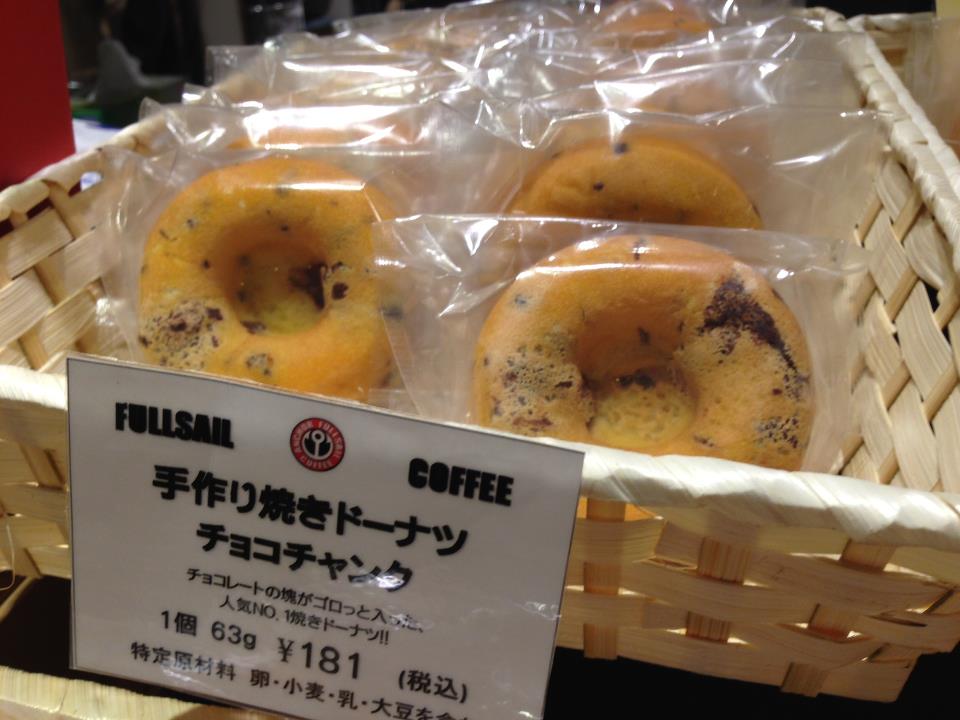 FULLSAIL
ANCHOR FULLSAIL COFFEE
COFFEE
手作り焼きドーナツ
チョコチャンク
チョコレートの塊がゴロっと入った、
人気NO.1焼きドーナツ!!
1個 63g ¥181 (税込)
特定原材料 卵・小麦・乳・大豆を含